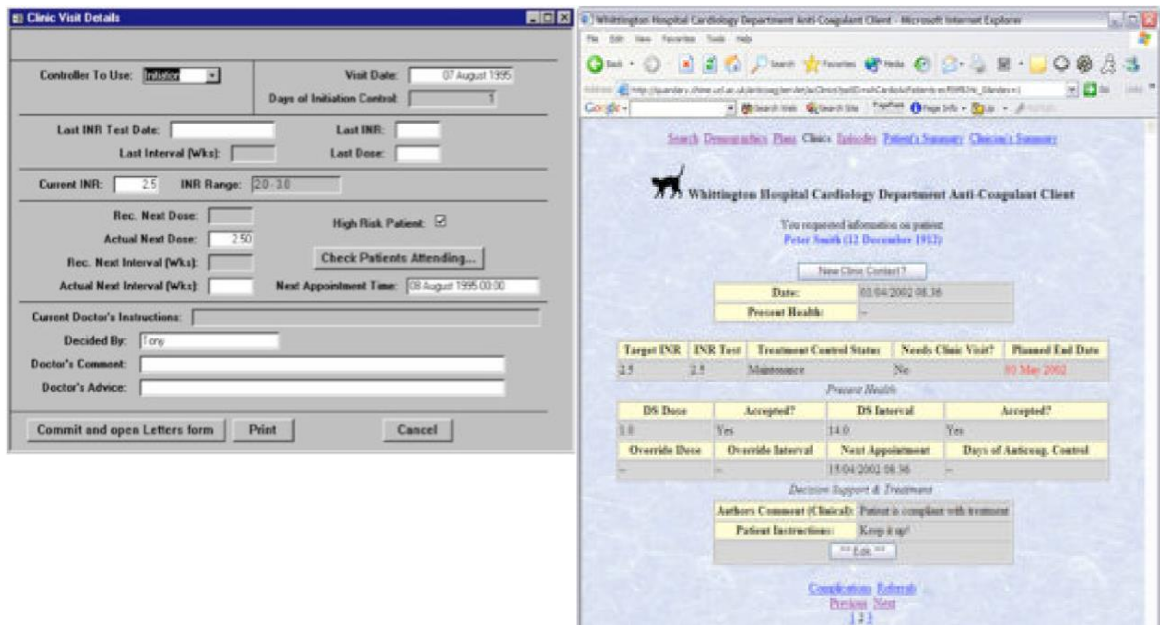 Clinic Visit Details
Controller To Use: Initiator
Visit Date: 07 August 1995
Days of Initiation Control: 1
Last INR Test Date:
Last INR:
Last Interval (Wks):
Last Dose:
Current INR: 2.5 INR Range: 2.0 - 3.0
Rec. Next Dose:
High Risk Patient:
Actual Next Dose: 2.50
Rec. Next Interval (Wks):
Check Patients Attending...
Actual Next Interval (Wks):
Next Appointment Time: 08 August 1995 00:00
Current Doctor's Instructions:
Decided By: Tony
Doctor's Comment:
Doctor's Advice:
Commit and open Letters form Print Cancel
Whittington Hospital Cardiology Department Anti-Coagulant Client - Microsoft Internet Explorer
File Edit View Favorites Tools Help
Back Search Favorites Media
Google Search Web Search Site Page Info Up
Search Demographics Plans Clinics Episodes Patient's Summary Clinician's Summary
Whittington Hospital Cardiology Department Anti-Coagulant Client
You requested information on patient
Peter Smith (12 December 1912)
New Clinic Contact?
Date: 03/04/2002 08.36
Present Health: --
Target INR INR Test Treatment Control Status Needs Clinic Visit? Planned End Date
2.5 2.5 Maintenance No 03 May 2002
Present Health
DS Dose Accepted? DS Interval Accepted?
1.0 Yes 14.0 Yes
Override Dose Override Interval Next Appointment Days of Anticoag. Control
-- -- 15/04/2002 08.36 --
Decision Support & Treatment
Authors Comment (Clinical): Patient is compliant with treatment
Patient Instructions: Keep it up!
== Edit ==
Complications Referrals
Previous Next
1 2 3